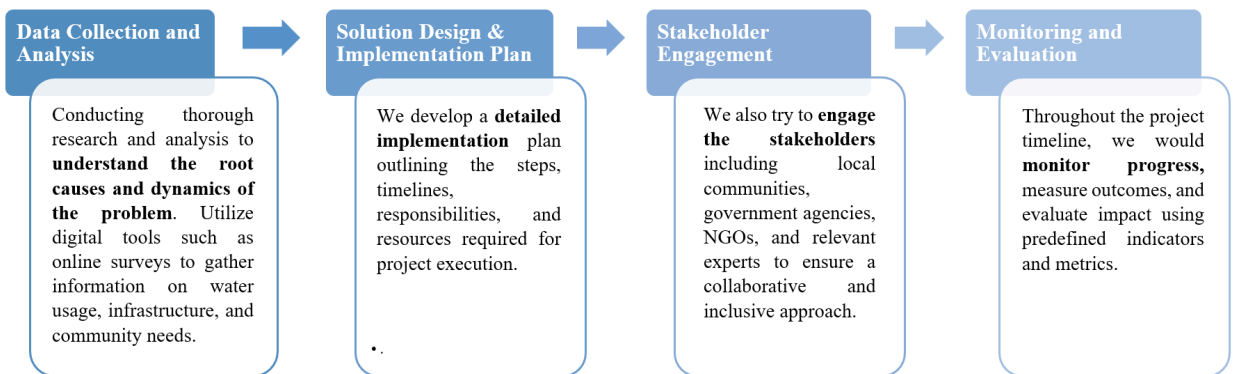 Data Collection and
Analysis
Conducting thorough
research and analysis to
understand the root
causes and dynamics of
the problem. Utilize
digital tools such as
online surveys to gather
information on water
usage, infrastructure, and
community needs.
Solution Design &
Implementation Plan
We develop a detailed
implementation plan
outlining the steps,
timelines,
responsibilities, and
resources required for
project execution.
• .
Stakeholder
Engagement
We also try to engage
the stakeholders
including local
communities,
government agencies,
NGOs, and relevant
experts to ensure a
collaborative and
inclusive approach.
Monitoring and
Evaluation
Throughout the project
timeline, we would
monitor progress,
measure outcomes, and
evaluate impact using
predefined indicators
and metrics.